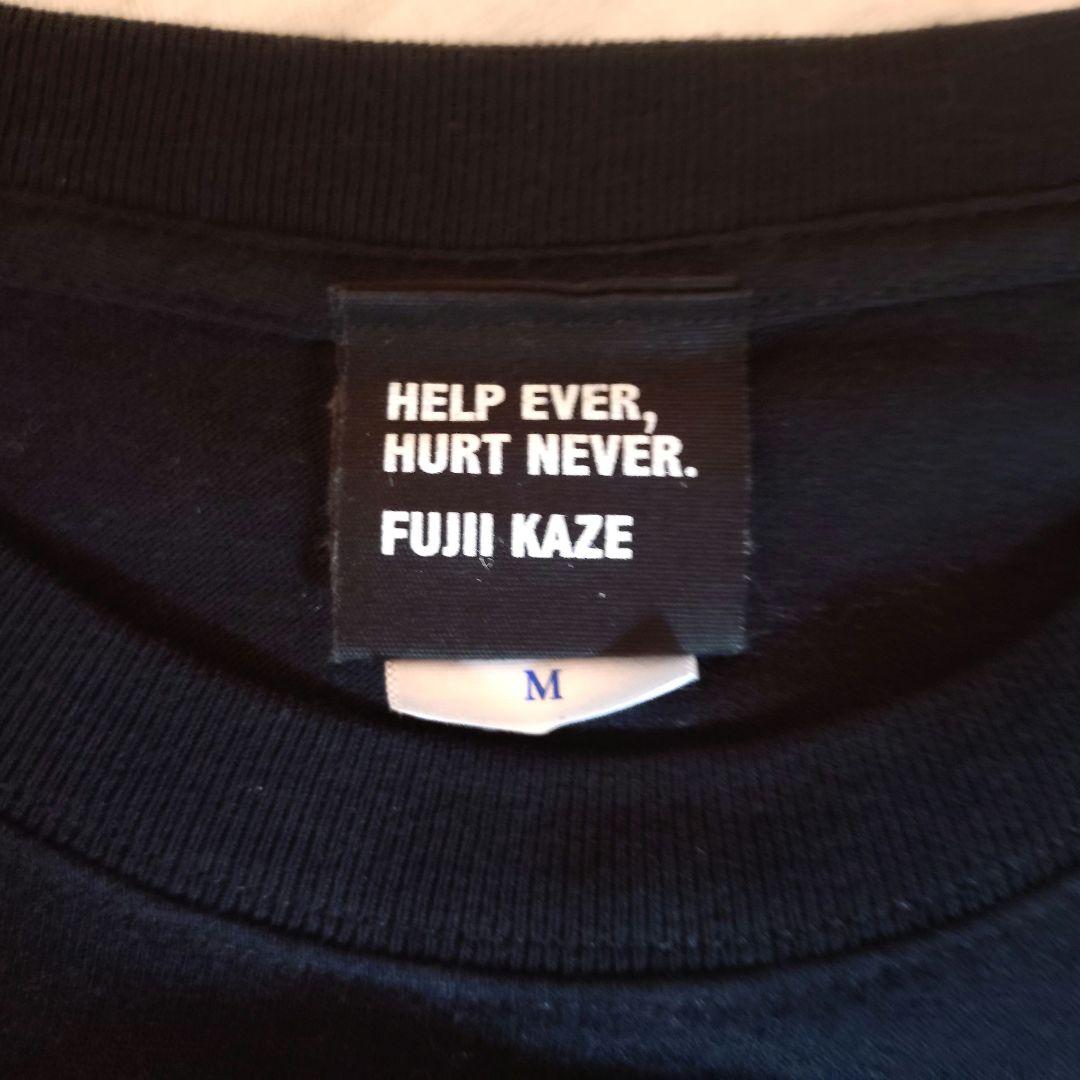 HELP EVER,
HURT NEVER.
FUJII KAZE
M